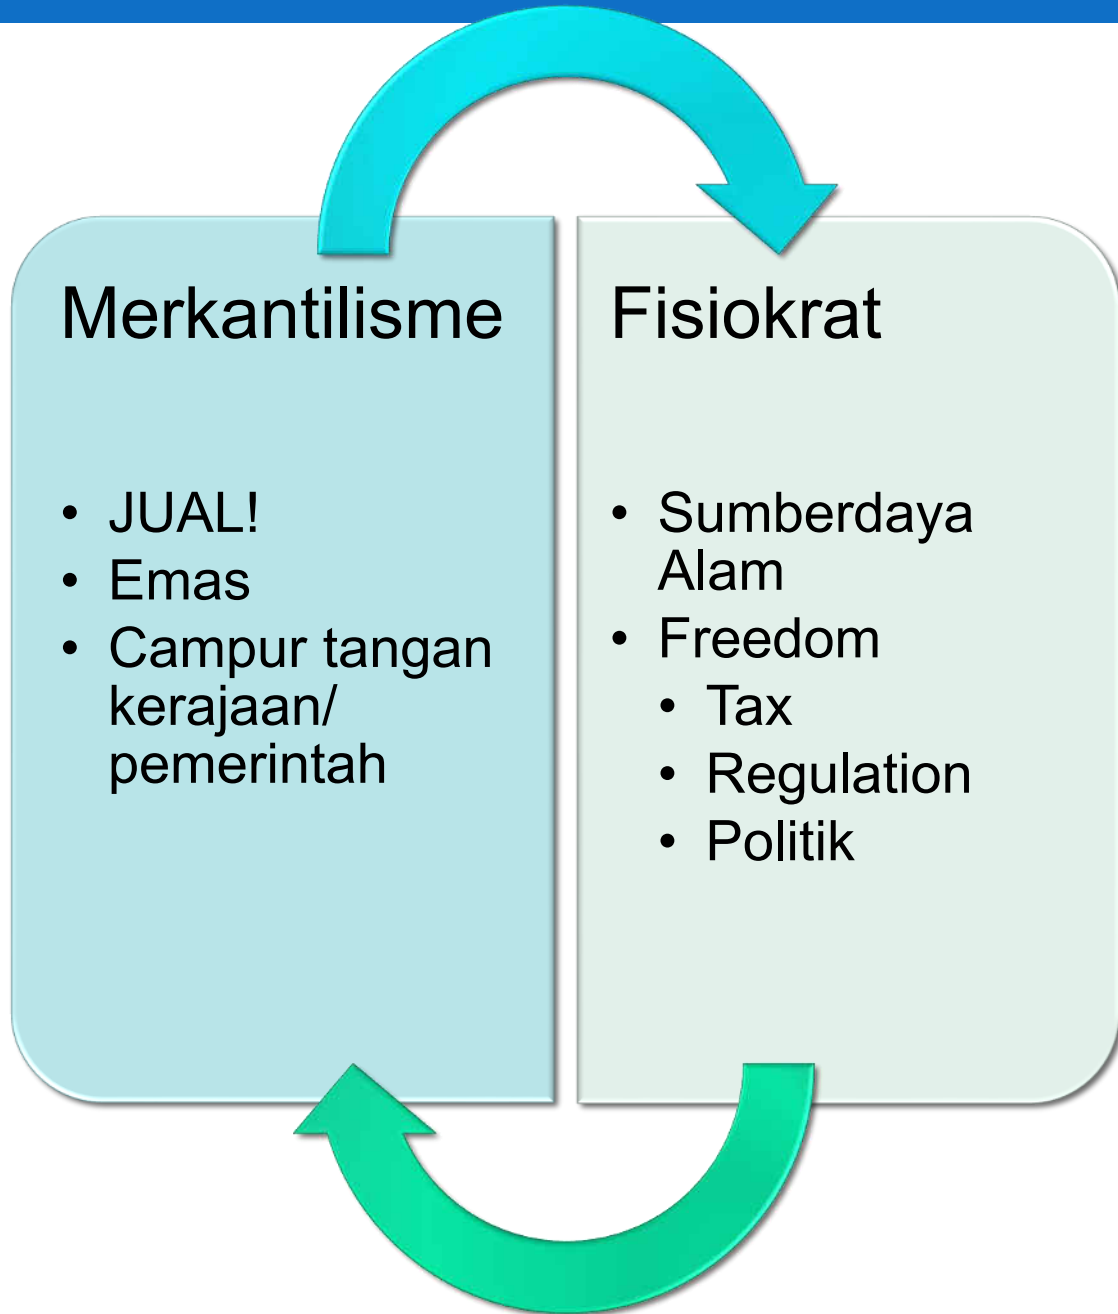 Merkantilisme
• JUAL!
• Emas
• Campur tangan
kerajaan/
pemerintah
Fisiokrat
• Sumberdaya
Alam
• Freedom
• Tax
• Regulation
• Politik